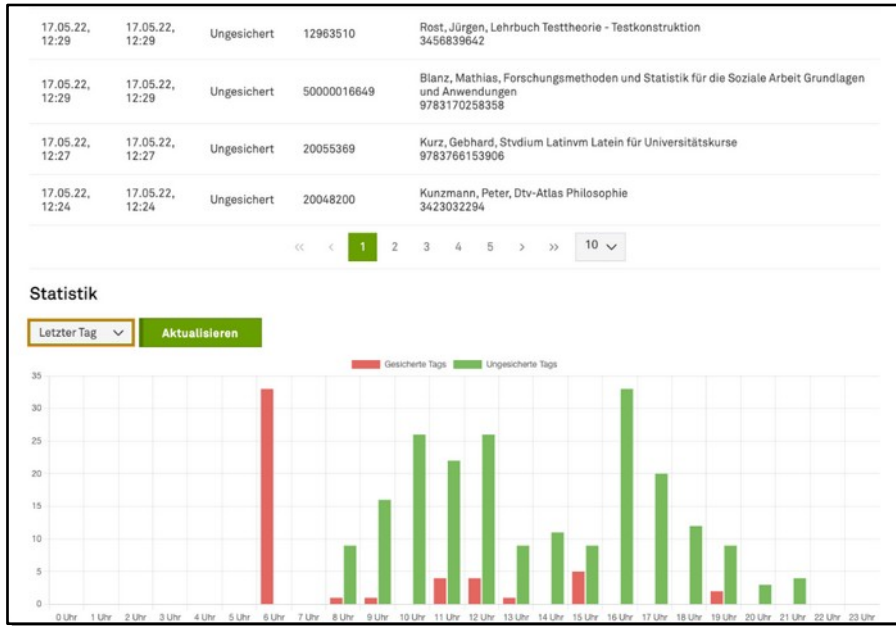 17.05.22, 17.05.22, Ungesichert 12963510 Rost, Jürgen, Lehrbuch Testtheorie - Testkonstruktion
12:29 12:29 3456839642
17.05.22, 17.05.22, Ungesichert 50000016649 Blanz, Mathias, Forschungsmethoden und Statistik für die Soziale Arbeit Grundlagen
12:29 12:29 und Anwendungen
9783170258358
17.05.22, 17.05.22, Ungesichert 20055369 Kurz, Gebhard, Stvdium Latinvm Latein für Universitätskurse
12:27 12:27 9783766153906
17.05.22, 17.05.22, Ungesichert 20048200 Kunzmann, Peter, Dtv-Atlas Philosophie
12:24 12:24 3423032294
<< < 1 2 3 4 5 > >> 10
Statistik
Letzter Tag Aktualisieren
Gesicherte Tags Ungesicherte Tags
35
30
25
20
15
10
5
0
0 Uhr 1 Uhr 2 Uhr 3 Uhr 4 Uhr 5 Uhr 6 Uhr 7 Uhr 8 Uhr 9 Uhr 10 Uhr 11 Uhr 12 Uhr 13 Uhr 14 Uhr 15 Uhr 16 Uhr 17 Uhr 18 Uhr 19 Uhr 20 Uhr 21 Uhr 22 Uhr 23 Uhr